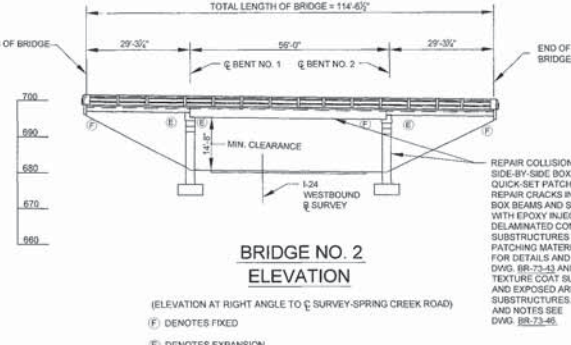 TOTAL LENGTH OF BRIDGE = 114'-6½"
OF BRIDGE
29'-3¼"
56'-0"
29'-3¼"
END OF
BRIDGE
℄ BENT NO. 1
℄ BENT NO. 2
700
690
680
670
660
F
E
E
F
E
F
14'-8"
MIN. CLEARANCE
I-24
WESTBOUND
℄ SURVEY
REPAIR COLLISION
SIDE-BY-SIDE BOX
QUICK-SET PATCH
REPAIR CRACKS IN
BOX BEAMS AND S
WITH EPOXY INJEC
DELAMINATED CON
SUBSTRUCTURES
PATCHING MATERI
FOR DETAILS AND
DWG. BR-73-43 AN
TEXTURE COAT SU
AND EXPOSED ARE
SUBSTRUCTURES.
AND NOTES SEE
DWG. BR-73-46.
BRIDGE NO. 2
ELEVATION
(ELEVATION AT RIGHT ANGLE TO ℄ SURVEY-SPRING CREEK ROAD)
F DENOTES FIXED
E DENOTES EXPANSION